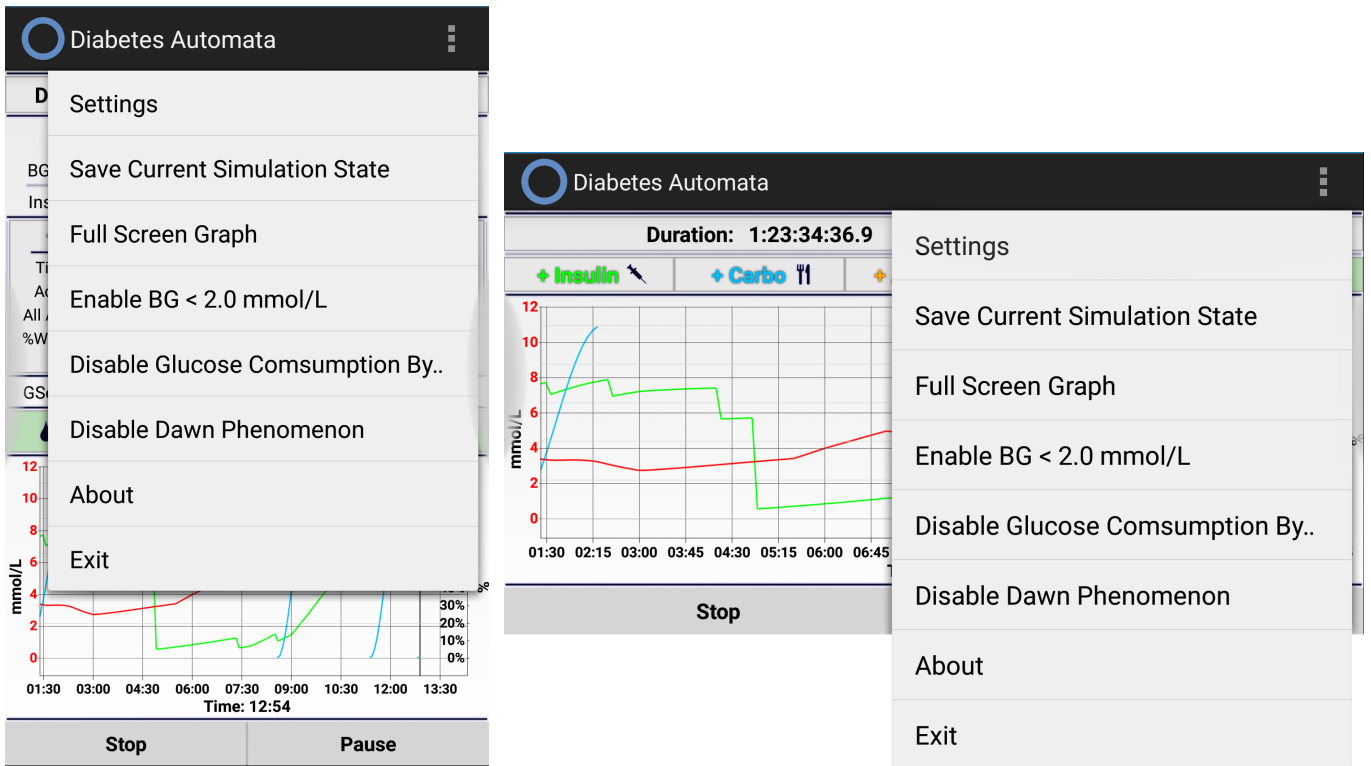 Diabetes Automata
D
Settings
Save Current Simulation State
BG
Ins
Full Screen Graph
Enable BG < 2.0 mmol/L
All
%W
Disable Glucose Comsumption By..
GS
Disable Dawn Phenomenon
About
Exit
12
10
8
6
4
2
0
mmol/L
%
30%
20%
10%
0%
01:30 03:00 04:30 06:00 07:30 09:00 10:30 12:00 13:30
Time: 12:54
Stop Pause
Diabetes Automata
Duration: 1:23:34:36.9
+ Insulin + Carbo +
12
10
8
6
4
2
0
mmol/L
%
01:30 02:15 03:00 03:45 04:30 05:15 06:00 06:45
Stop
Settings
Save Current Simulation State
Full Screen Graph
Enable BG < 2.0 mmol/L
Disable Glucose Comsumption By..
Disable Dawn Phenomenon
About
Exit